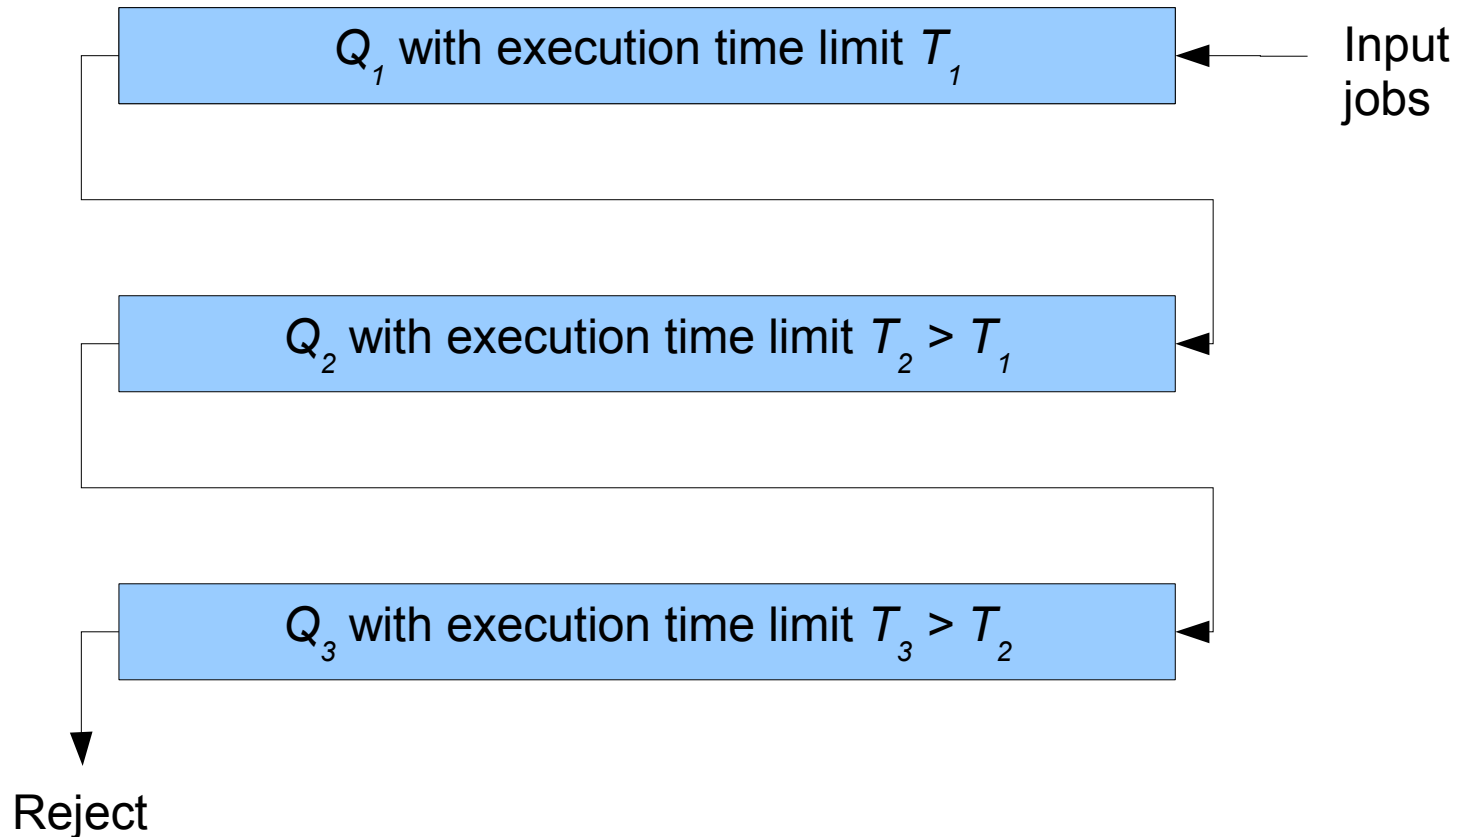 Q1 with execution time limit T1
Input
jobs
Q2 with execution time limit T2 > T1
Q3 with execution time limit T3 > T2
Reject